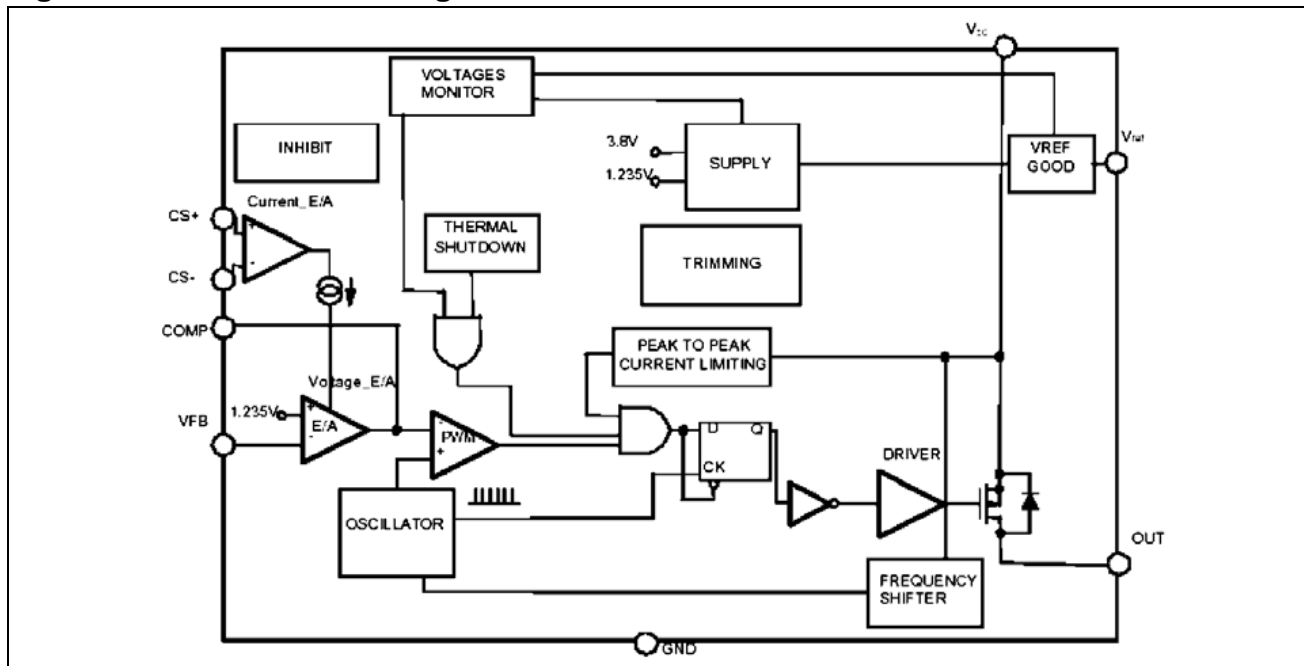 Vcc
VOLTAGES
MONITOR
INHIBIT
3.8V
1.235V
SUPPLY
VREF
GOOD
Vref
Current_E/A
CS+
CS-
THERMAL
SHUTDOWN
TRIMMING
COMP
PEAK TO PEAK
CURRENT LIMITING
Voltage_E/A
1.235V
VFB
+
E/A
-
-
PWM
+
Q
CK
DRIVER
OSCILLATOR
OUT
FREQUENCY
SHIFTER
GND